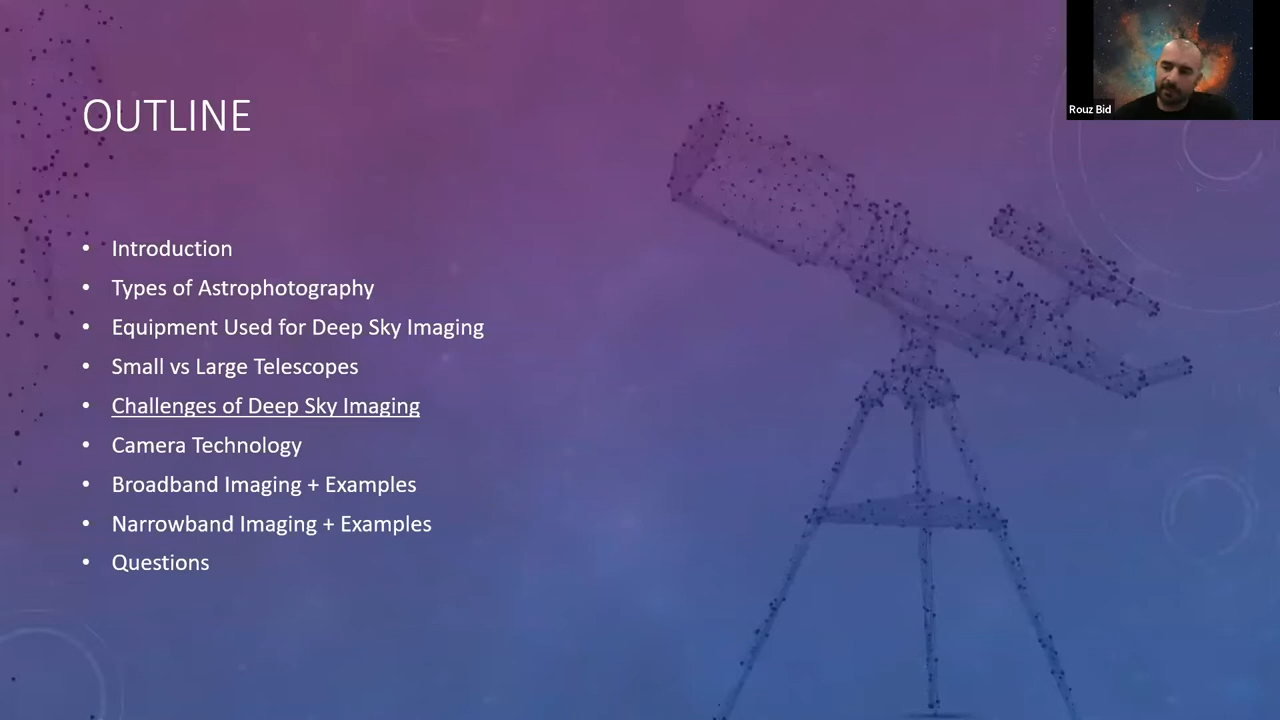 Rouz Bid
OUTLINE
• Introduction
• Types of Astrophotography
• Equipment Used for Deep Sky Imaging
• Small vs Large Telescopes
• Challenges of Deep Sky Imaging
• Camera Technology
• Broadband Imaging + Examples
• Narrowband Imaging + Examples
• Questions